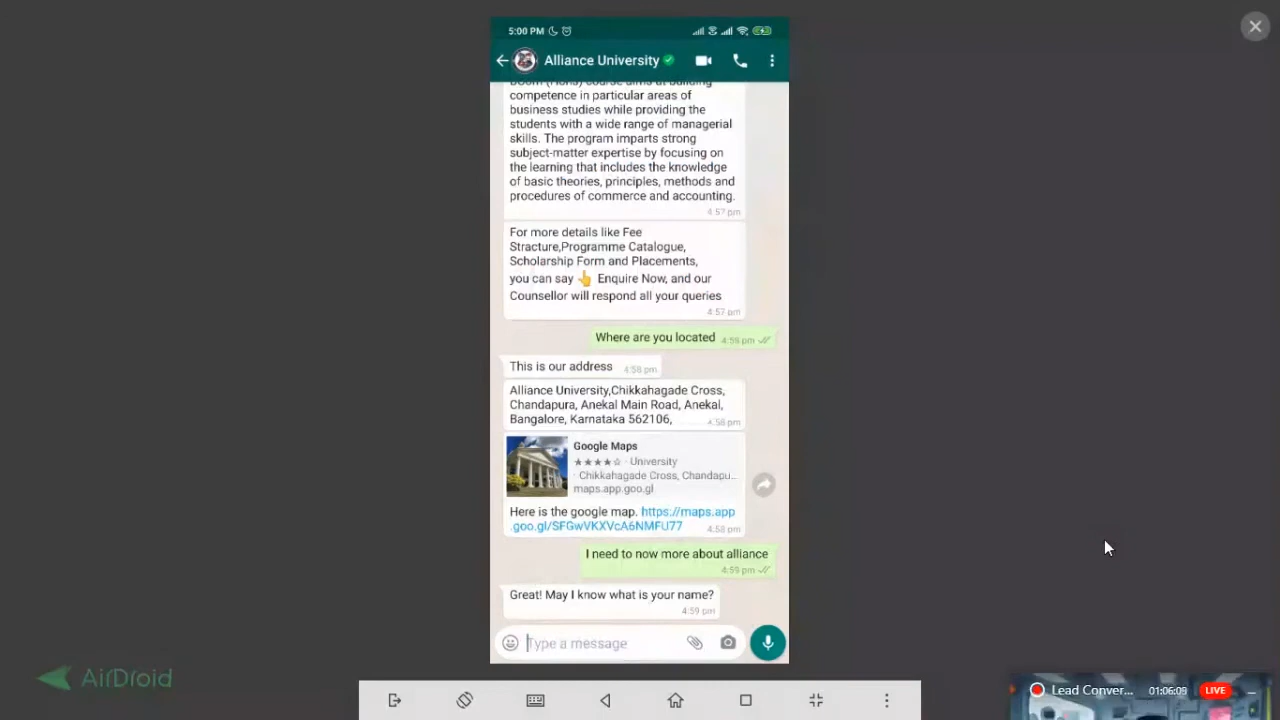 5:00 PM
Alliance University
competence in particular areas of
business studies while providing the
students with a wide range of managerial
skills. The program imparts strong
subject-matter expertise by focusing on
the learning that includes the knowledge
of basic theories, principles, methods and
procedures of commerce and accounting.
4:57 pm
For more details like Fee
Stracture,Programme Catalogue,
Scholarship Form and Placements,
you can say 👆 Enquire Now, and our
Counsellor will respond all your queries
4:57 pm
Where are you located 4:58 pm
This is our address 4:58 pm
Alliance University,Chikkahagade Cross,
Chandapura, Anekal Main Road, Anekal,
Bangalore, Karnataka 562106, 4:58 pm
Google Maps
★★★★☆ · University
· Chikkahagade Cross, Chandapu...
maps.app.goo.gl
Here is the google map. https://maps.app
.goo.gl/SFGwVKXVcA6NMFU77 4:58 pm
I need to now more about alliance
4:59 pm
Great! May I know what is your name?
4:59 pm
Type a message
AirDroid
Lead Conver... 01:06:09 LIVE